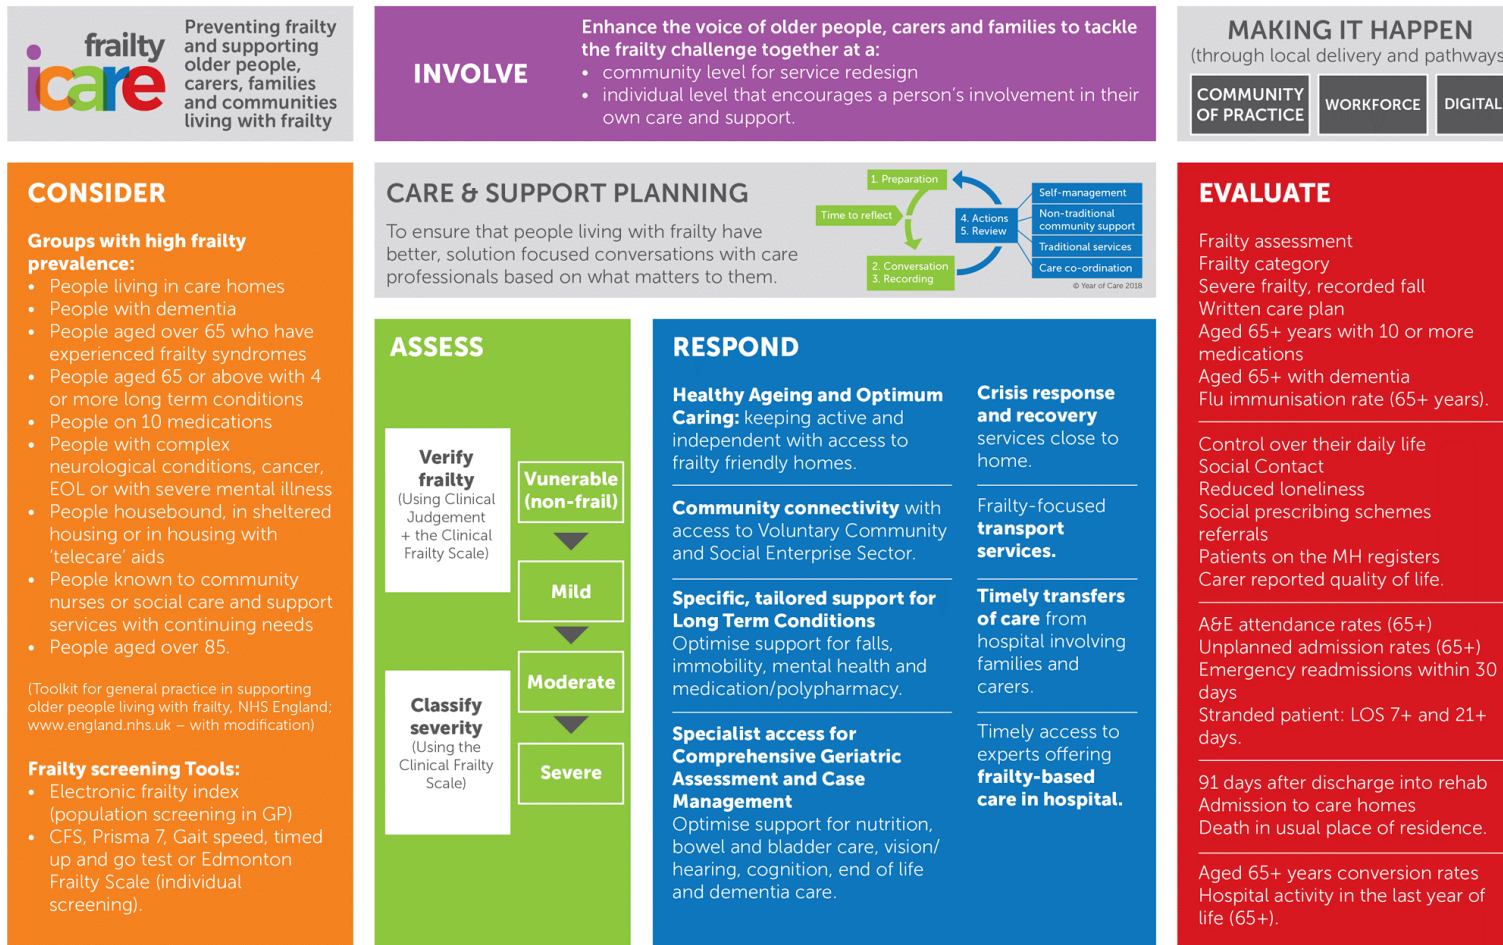 frailty
icare
Preventing frailty
and supporting
older people,
carers, families
and communities
living with frailty
INVOLVE
Enhance the voice of older people, carers and families to tackle
the frailty challenge together at a:
• community level for service redesign
• individual level that encourages a person's involvement in their
own care and support.
MAKING IT HAPPEN
(through local delivery and pathways
COMMUNITY
OF PRACTICE
WORKFORCE
DIGITAL
CONSIDER
Groups with high frailty
prevalence:
• People living in care homes
• People with dementia
• People aged over 65 who have
experienced frailty syndromes
• People aged 65 or above with 4
or more long term conditions
• People on 10 medications
• People with complex
neurological conditions, cancer,
EOL or with severe mental illness
• People housebound, in sheltered
housing or in housing with
'telecare' aids
• People known to community
nurses or social care and support
services with continuing needs
• People aged over 85.
(Toolkit for general practice in supporting
older people living with frailty, NHS England;
www.england.nhs.uk – with modification)
Frailty screening Tools:
• Electronic frailty index
(population screening in GP)
• CFS, Prisma 7, Gait speed, timed
up and go test or Edmonton
Frailty Scale (individual
screening).
CARE & SUPPORT PLANNING
To ensure that people living with frailty have
better, solution focused conversations with care
professionals based on what matters to them.
1. Preparation
Time to reflect
2. Conversation
3. Recording
4. Actions
5. Review
Self-management
Non-traditional
community support
Traditional services
Care co-ordination
© Year of Care 2018
ASSESS
Verify
frailty
(Using Clinical
Judgement
+ the Clinical
Frailty Scale)
Classify
severity
(Using the
Clinical Frailty
Scale)
Vunerable
(non-frail)
Mild
Moderate
Severe
RESPOND
Healthy Ageing and Optimum
Caring: keeping active and
independent with access to
frailty friendly homes.
Community connectivity with
access to Voluntary Community
and Social Enterprise Sector.
Specific, tailored support for
Long Term Conditions
Optimise support for falls,
immobility, mental health and
medication/polypharmacy.
Specialist access for
Comprehensive Geriatric
Assessment and Case
Management
Optimise support for nutrition,
bowel and bladder care, vision/
hearing, cognition, end of life
and dementia care.
Crisis response
and recovery
services close to
home.
Frailty-focused
transport
services.
Timely transfers
of care from
hospital involving
families and
carers.
Timely access to
experts offering
frailty-based
care in hospital.
EVALUATE
Frailty assessment
Frailty category
Severe frailty, recorded fall
Written care plan
Aged 65+ years with 10 or more
medications
Aged 65+ with dementia
Flu immunisation rate (65+ years).
Control over their daily life
Social Contact
Reduced loneliness
Social prescribing schemes
referrals
Patients on the MH registers
Carer reported quality of life.
A&E attendance rates (65+)
Unplanned admission rates (65+)
Emergency readmissions within 30
days
Stranded patient: LOS 7+ and 21+
days.
91 days after discharge into rehab
Admission to care homes
Death in usual place of residence.
Aged 65+ years conversion rates
Hospital activity in the last year of
life (65+).